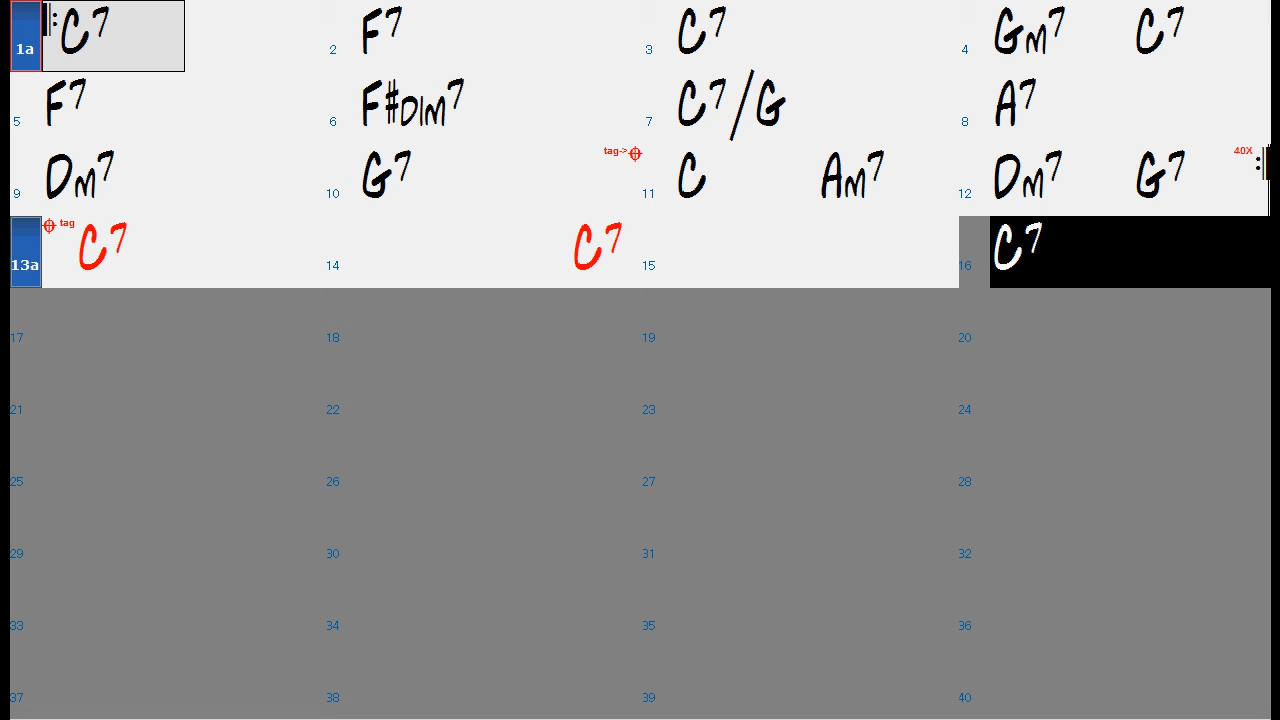 1a C7 2 F7 3 C7 4 Gm7 C7
5 F7 6 F#dim7 7 C7/G 8 A7
9 Dm7 10 G7 tag-> 11 C Am7 12 Dm7 G7 40X
13a tag C7 14 C7 15 16 C7
17 18 19 20
21 22 23 24
25 26 27 28
29 30 31 32
33 34 35 36
37 38 39 40